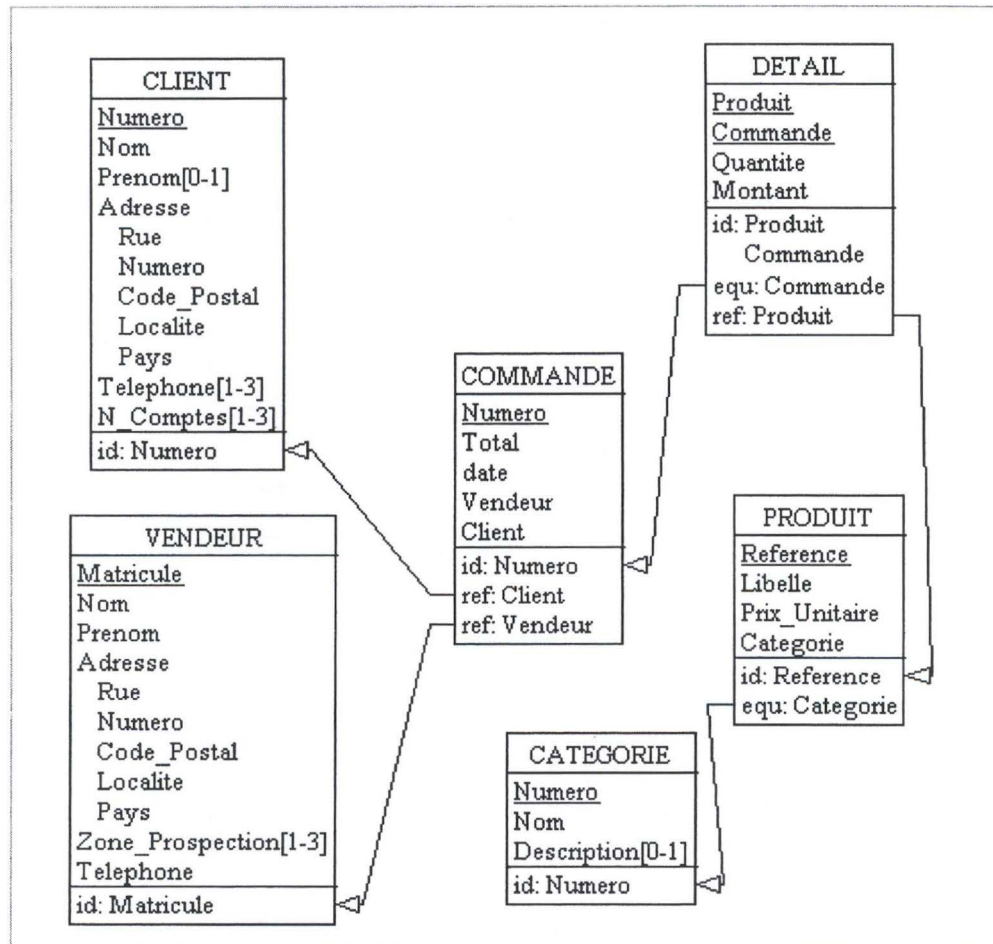 CLIENT
Numero
Nom
Prenom[0-1]
Adresse
Rue
Numero
Code_Postal
Localite
Pays
Telephone[1-3]
N_Comptes[1-3]
id: Numero
VENDEUR
Matricule
Nom
Prenom
Adresse
Rue
Numero
Code_Postal
Localite
Pays
Zone_Prospection[1-3]
Telephone
id: Matricule
COMMANDE
Numero
Total
date
Vendeur
Client
id: Numero
ref: Client
ref: Vendeur
DETAIL
Produit
Commande
Quantite
Montant
id: Produit
Commande
equ: Commande
ref: Produit
PRODUIT
Reference
Libelle
Prix_Unitaire
Categorie
id: Reference
equ: Categorie
CATEGORIE
Numero
Nom
Description[0-1]
id: Numero